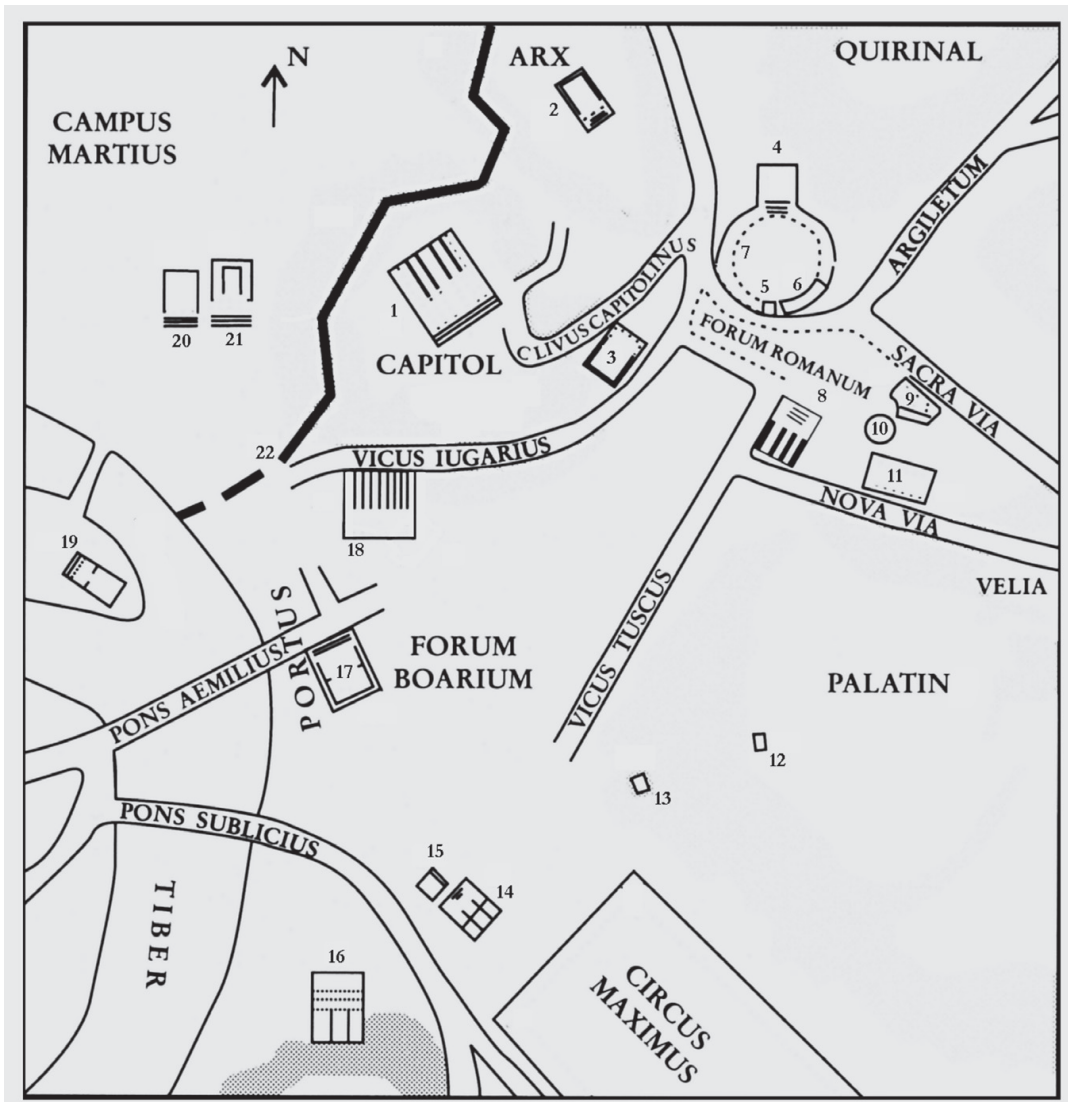 N
ARX
QUIRINAL
2
CAMPUS
MARTIUS
4
ARGILETUM
7
5
6
1
20
21
CAPITOL
CLIVUS CAPITOLINUS
3
FORUM ROMANUM
SACRA VIA
8
9
10
22
VICUS IUGARIUS
11
NOVA VIA
18
19
VELIA
PORTUS
FORUM
BOARIUM
17
PONS AEMILIUS
VICUS TUSCUS
PALATIN
12
13
PONS SUBLICIUS
15
14
TIBER
16
CIRCUS
MAXIMUS